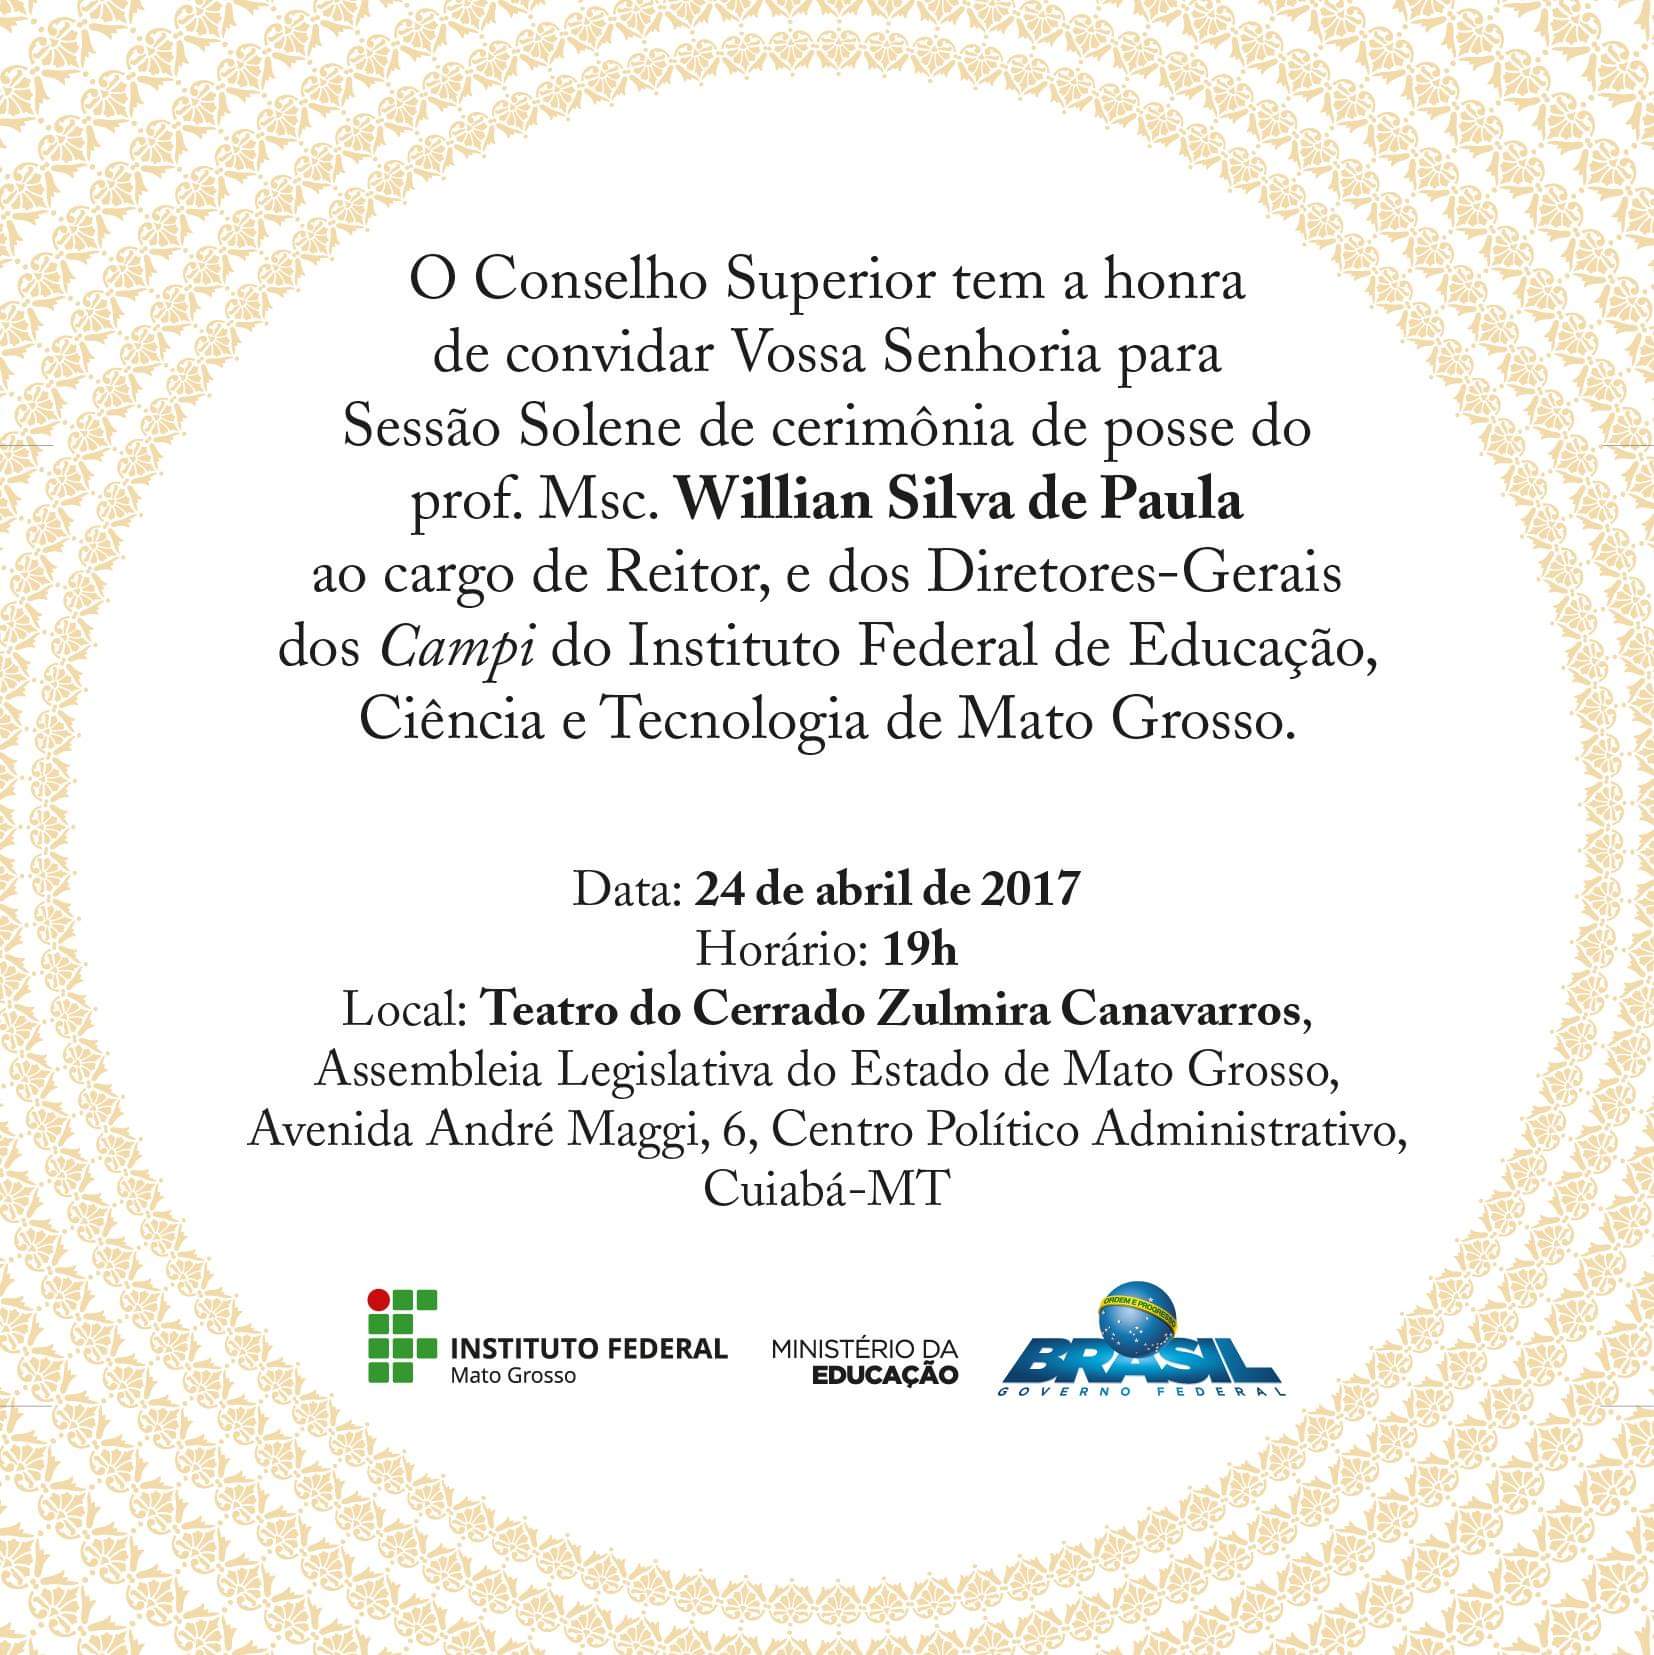 O Conselho Superior tem a honra
de convidar Vossa Senhoria para
Sessão Solene de cerimônia de posse do
prof. Msc. Willian Silva de Paula
ao cargo de Reitor, e dos Diretores-Gerais
dos Campi do Instituto Federal de Educação,
Ciência e Tecnologia de Mato Grosso.
Data: 24 de abril de 2017
Horário: 19h
Local: Teatro do Cerrado Zulmira Canavarros,
Assembleia Legislativa do Estado de Mato Grosso,
Avenida André Maggi, 6, Centro Político Administrativo,
Cuiabá-MT
INSTITUTO FEDERAL
Mato Grosso
MINISTÉRIO DA
EDUCAÇÃO
ORDEM E PROGRESSO
BRASIL
GOVERNO FEDERAL